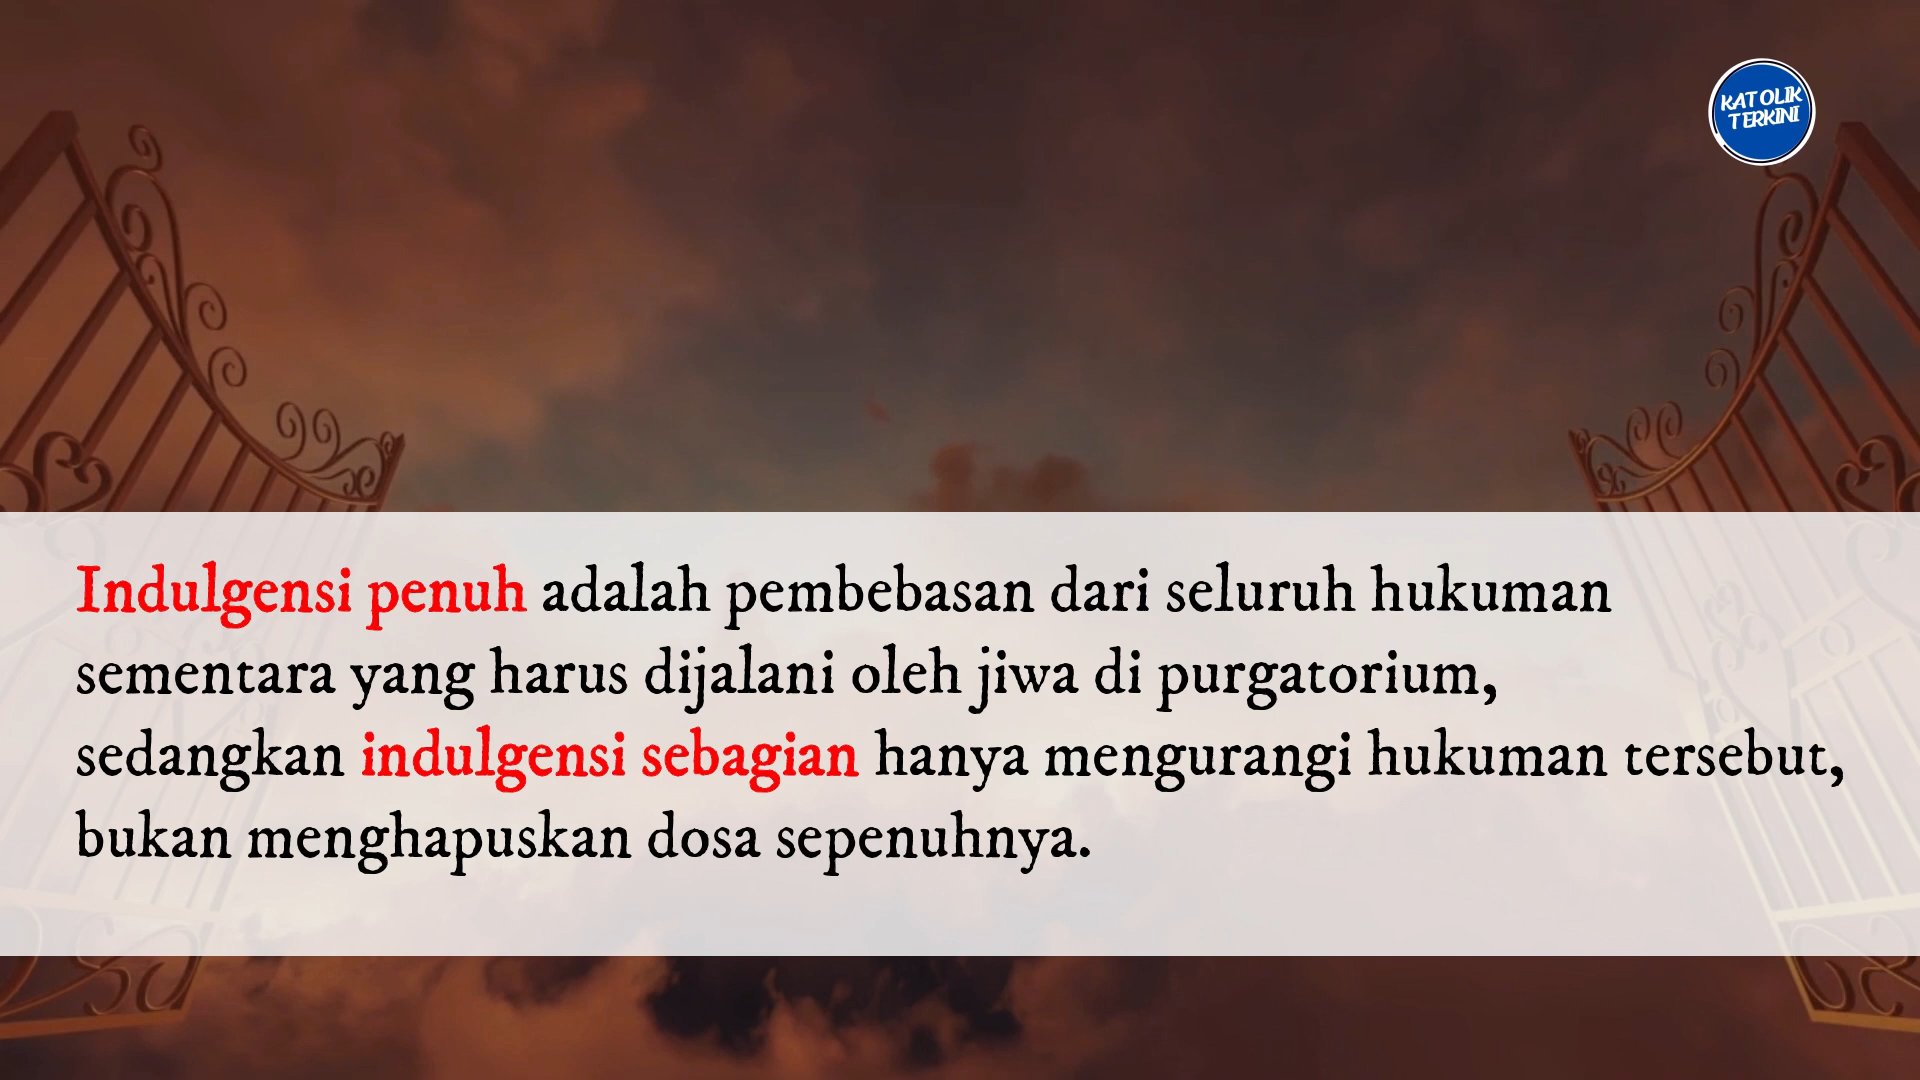 KATOLIK
TERKINI
Indulgensi penuh adalah pembebasan dari seluruh hukuman
sementara yang harus dijalani oleh jiwa di purgatorium,
sedangkan indulgensi sebagian hanya mengurangi hukuman tersebut,
bukan menghapuskan dosa sepenuhnya.